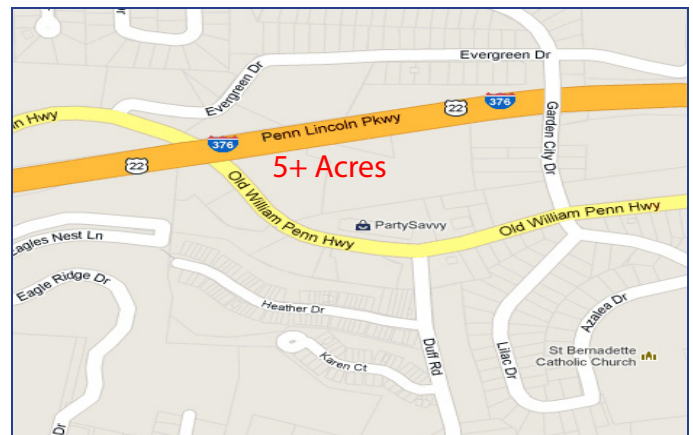 Evergreen Dr
Evergreen Dr
22
376
Garden City Dr
n Hwy
Penn Lincoln Pkwy
376
22
5+ Acres
Old William Penn Hwy
PartySavvy
Old William Penn Hwy
Eagles Nest Ln
Eagle Ridge Dr
Heather Dr
Azalea Dr
Duff Rd
Lilac Dr
St Bernadette
Catholic Church
Karen Ct
Dr